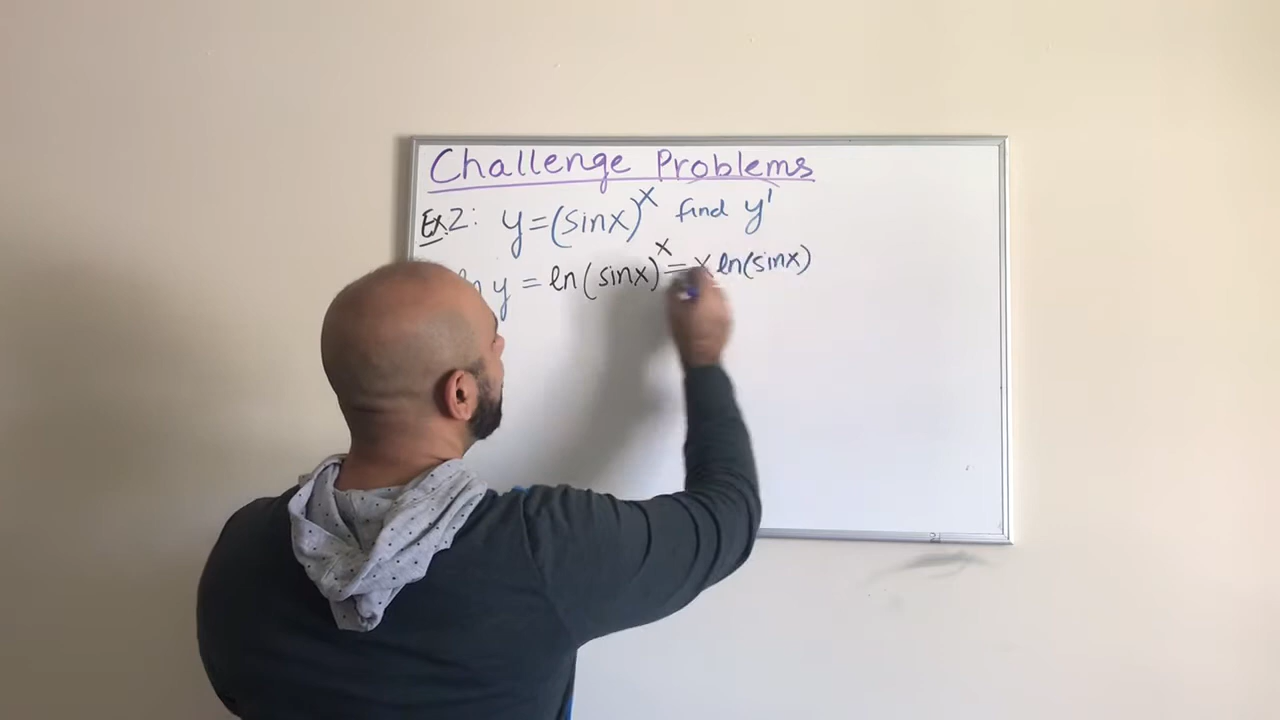 Challenge Problems
Ex2: y=(sinx)^x find y'
y = ln(sinx)^x = x ln(sinx)